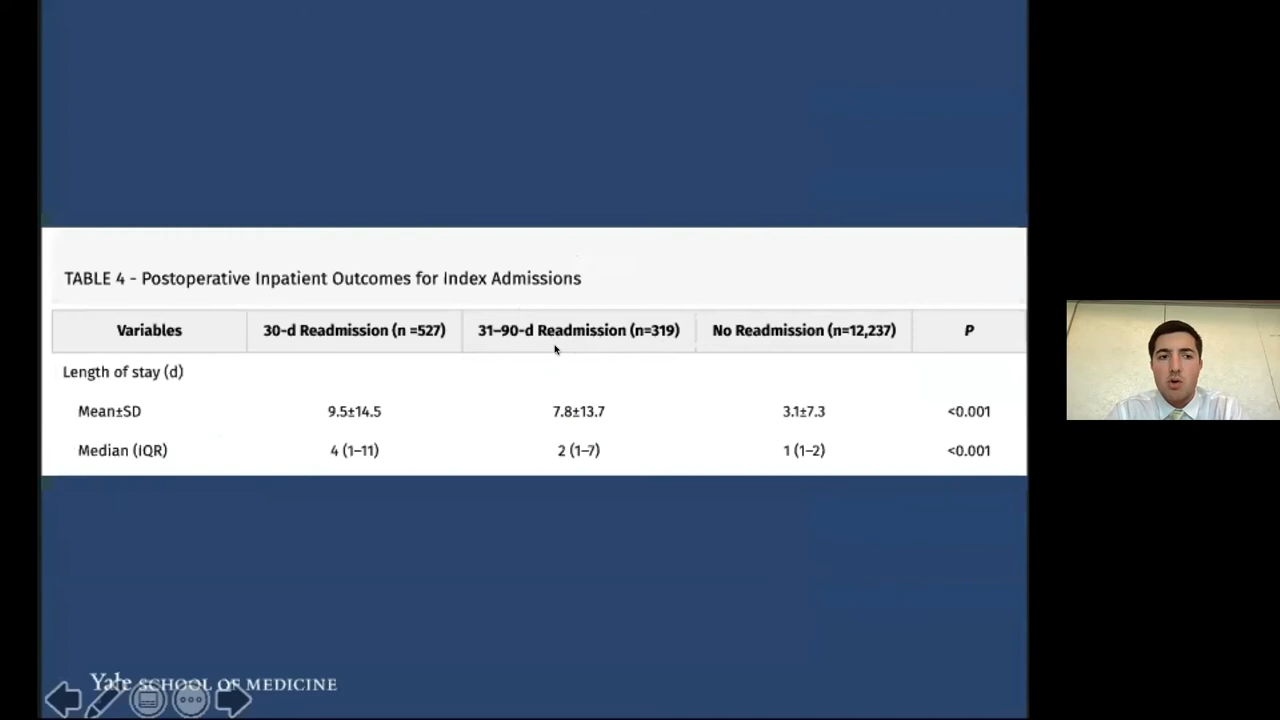 TABLE 4 - Postoperative Inpatient Outcomes for Index Admissions
Variables 30-d Readmission (n =527) 31–90-d Readmission (n=319) No Readmission (n=12,237) P
Length of stay (d)
Mean±SD 9.5±14.5 7.8±13.7 3.1±7.3 <0.001
Median (IQR) 4 (1–11) 2 (1–7) 1 (1–2) <0.001
Yale SCHOOL OF MEDICINE